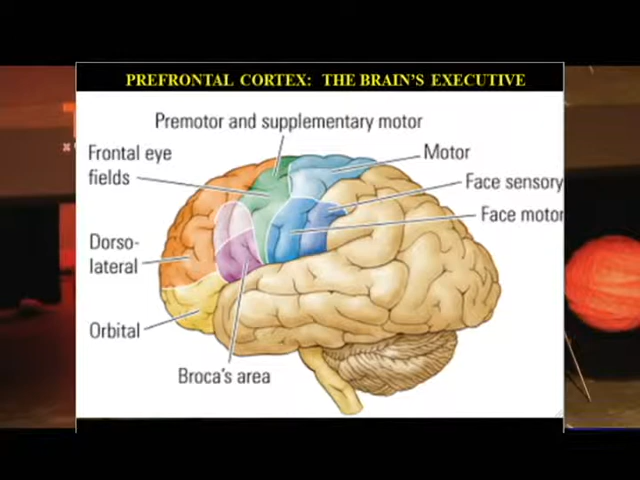 PREFRONTAL CORTEX: THE BRAIN'S EXECUTIVE
Premotor and supplementary motor
Frontal eye
fields
Motor
Face sensory
Face motor
Dorso-
lateral
Orbital
Broca's area